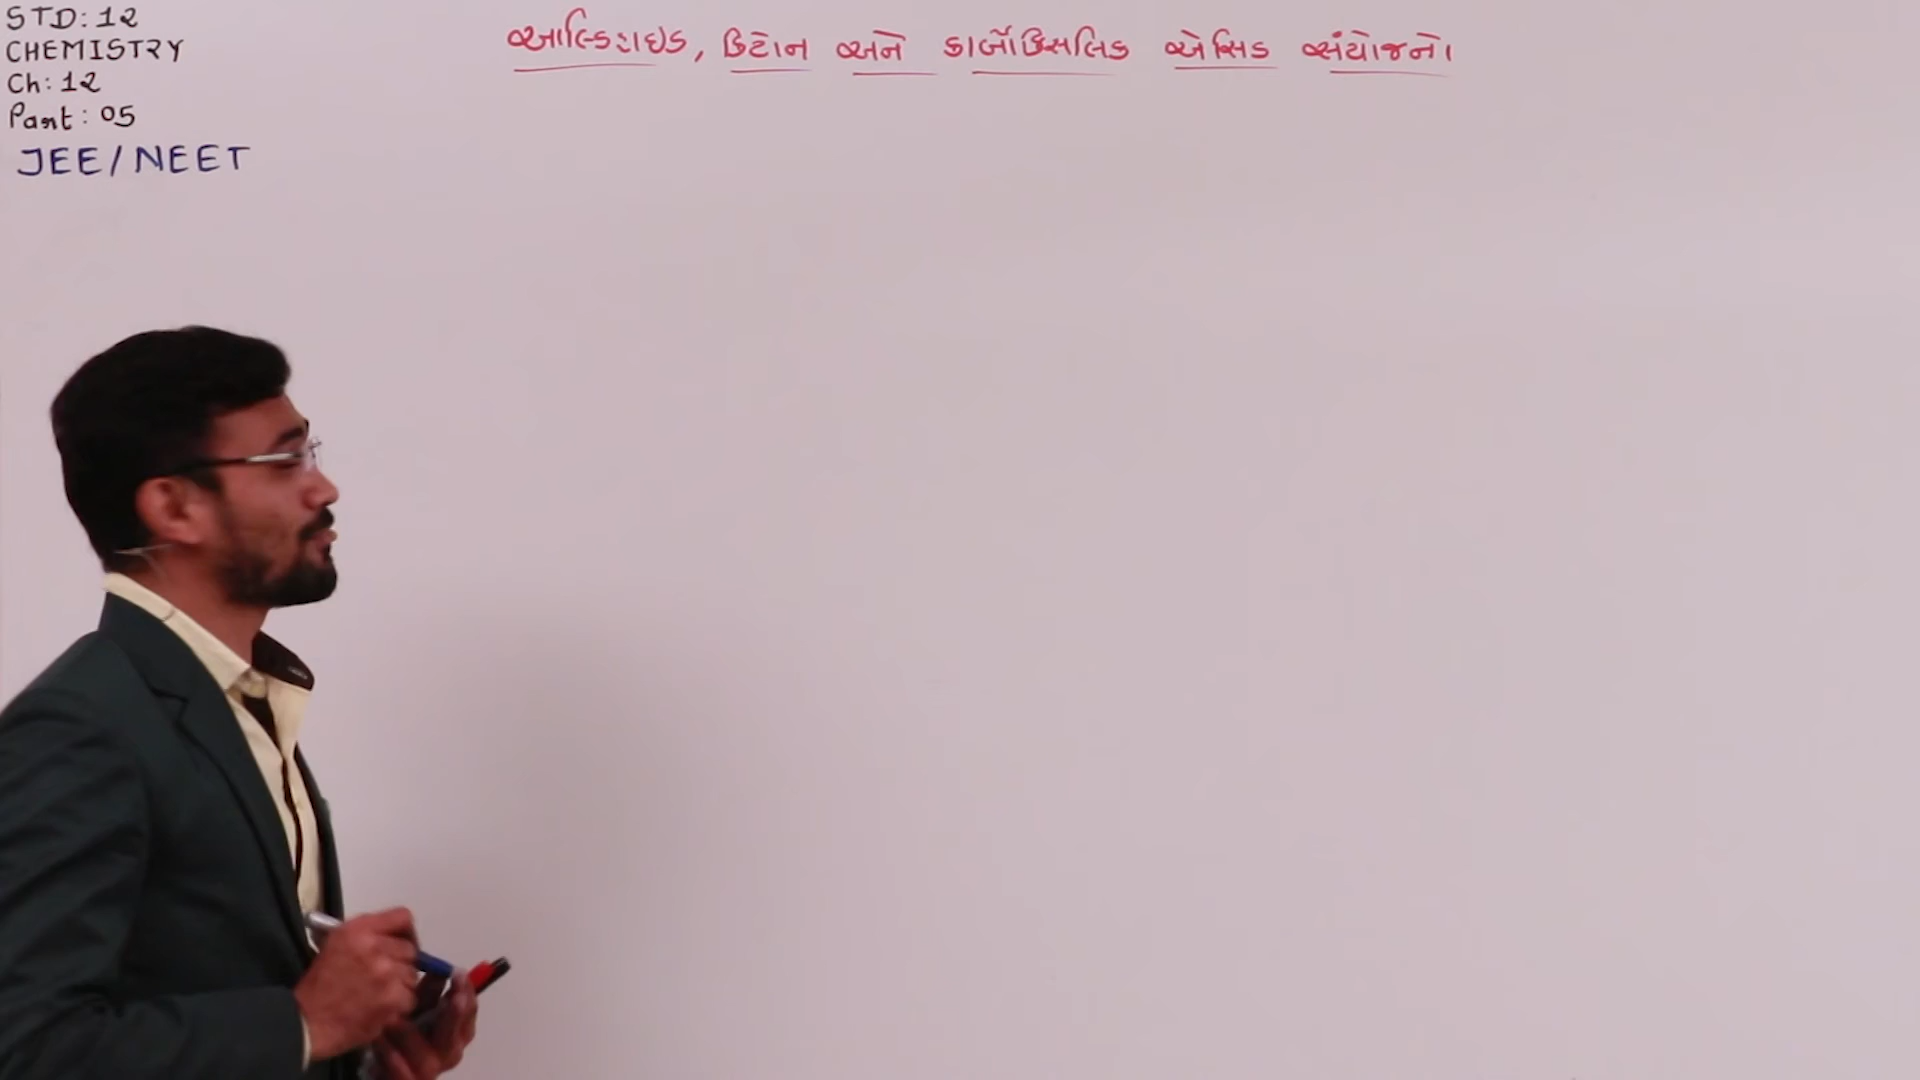 STD: 12
CHEMISTRY
Ch: 12
Part: 05
JEE/NEET
આલ્ડિહાઇડ, કિટોન અને કાર્બોક્સિલિક એસિડ સંયોજનો